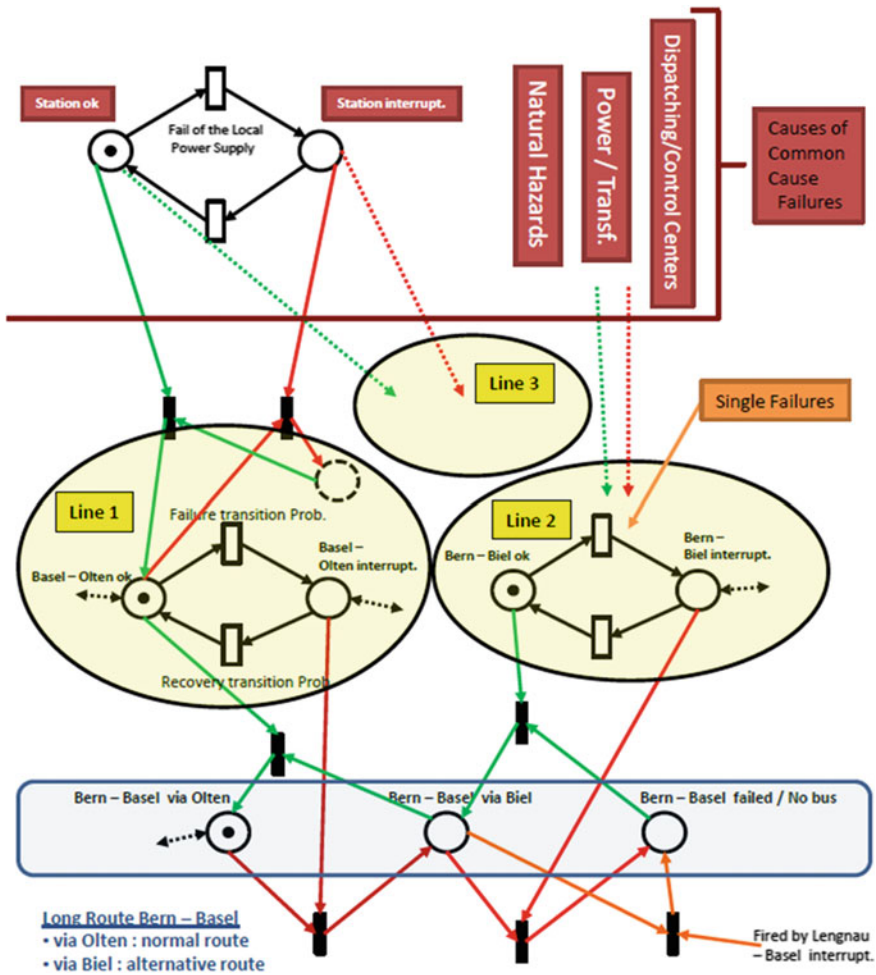 Station ok
Station interrupt.
Fail of the Local
Power Supply
Natural Hazards
Power / Transf.
Dispatching/Control Centers
Causes of
Common
Cause
Failures
Line 3
Single Failures
Line 1
Failure transition Prob.
Basel –
Olten interrupt.
Basel – Olten ok
Recovery transition Prob
Line 2
Bern – Biel ok
Bern –
Biel interrupt.
Bern – Basel via Olten
Bern – Basel via Biel
Bern – Basel failed / No bus
Long Route Bern – Basel
• via Olten : normal route
• via Biel : alternative route
Fired by Lengnau
– Basel interrupt.